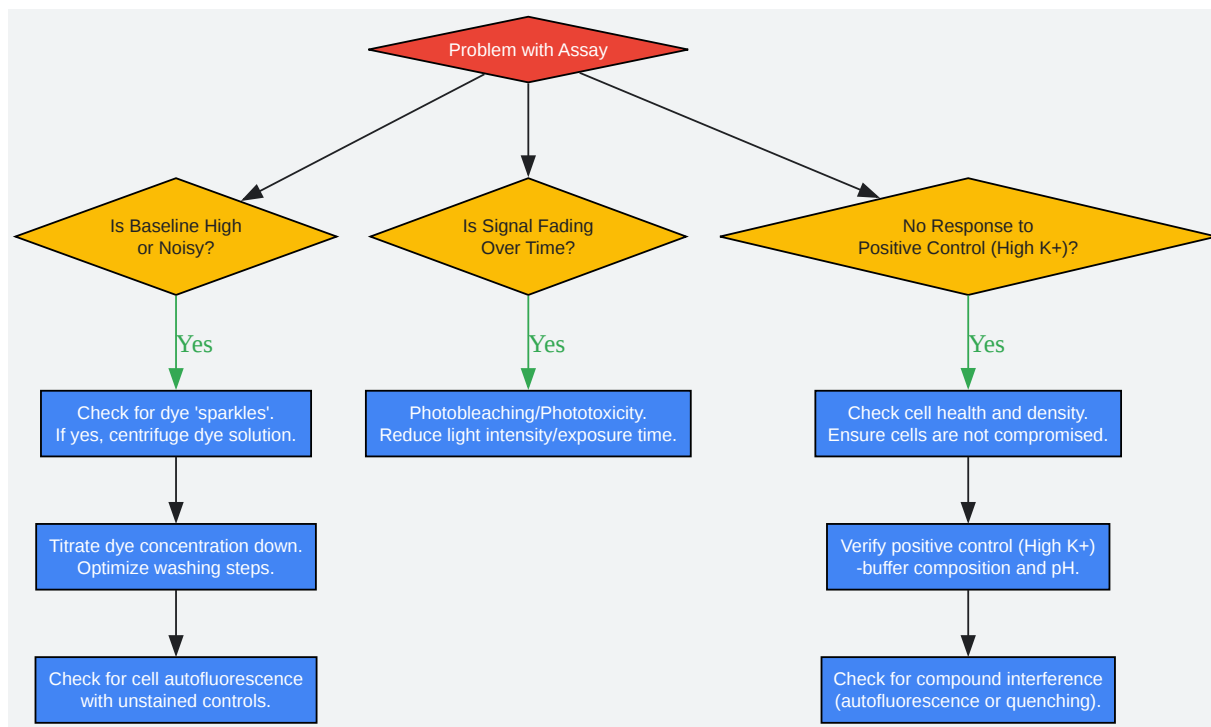 Problem with Assay
Is Baseline High
or Noisy?
Is Signal Fading
Over Time?
No Response to
Positive Control (High K+)?
Yes
Yes
Yes
Check for dye 'sparkles'.
If yes, centrifuge dye solution.
Photobleaching/Phototoxicity.
Reduce light intensity/exposure time.
Check cell health and density.
Ensure cells are not compromised.
Titrate dye concentration down.
Optimize washing steps.
Verify positive control (High K+)
-buffer composition and pH.
Check for cell autofluorescence
with unstained controls.
Check for compound interference
(autofluorescence or quenching).